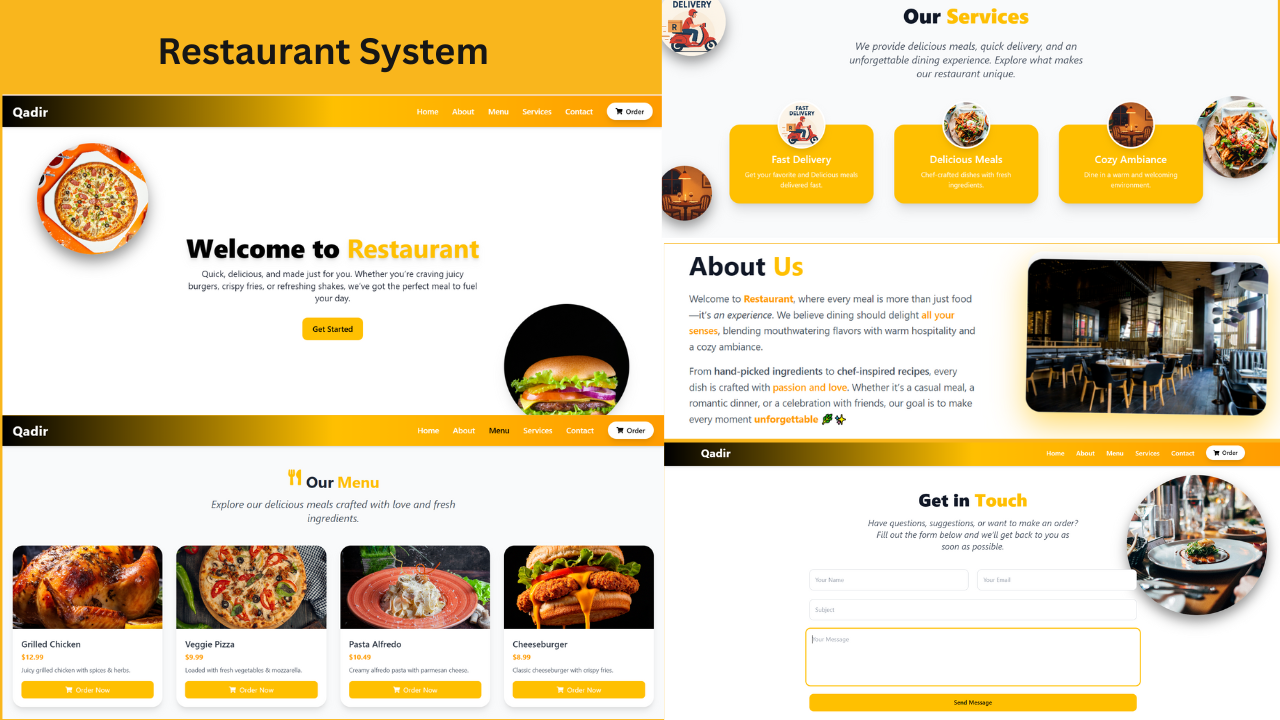 Restaurant System
Qadir
Home About Menu Services Contact Order
Welcome to Restaurant
Quick, delicious, and made just for you. Whether you're craving juicy
burgers, crispy fries, or refreshing shakes, we've got the perfect meal to fuel
your day.
Get Started
Qadir
Home About Menu Services Contact Order
Our Menu
Explore our delicious meals crafted with love and fresh
ingredients.
Grilled Chicken
$12.99
Juicy grilled chicken with spices & herbs.
Order Now
Veggie Pizza
$9.99
Loaded with fresh vegetables & mozzarella.
Order Now
Pasta Alfredo
$10.49
Creamy alfredo pasta with parmesan cheese.
Order Now
Cheeseburger
$8.99
Classic cheeseburger with crispy fries.
Order Now
DELIVERY
R
Our Services
We provide delicious meals, quick delivery, and an
unforgettable dining experience. Explore what makes
our restaurant unique.
FAST
DELIVERY
Fast Delivery
Get your favorite and Delicious meals
delivered fast.
Delicious Meals
Chef-crafted dishes with fresh
ingredients.
Cozy Ambiance
Dine in a warm and welcoming
environment.
About Us
Welcome to Restaurant, where every meal is more than just food
—it's an experience. We believe dining should delight all your
senses, blending mouthwatering flavors with warm hospitality and
a cozy ambiance.
From hand-picked ingredients to chef-inspired recipes, every
dish is crafted with passion and love. Whether it's a casual meal, a
romantic dinner, or a celebration with friends, our goal is to make
every moment unforgettable
Qadir
Home About Menu Services Contact Order
Get in Touch
Have questions, suggestions, or want to make an order?
Fill out the form below and we'll get back to you as
soon as possible.
Your Name
Your Email
Subject
Your Message
Send Message